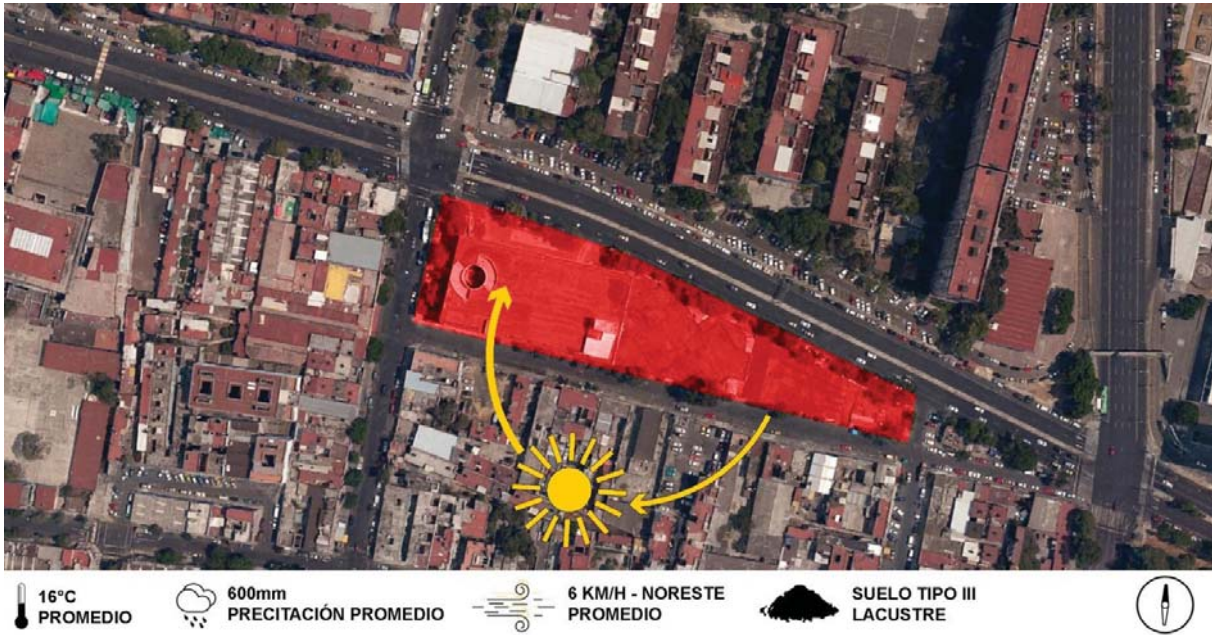 16°C
PROMEDIO
600mm
PRECITACIÓN PROMEDIO
6 KM/H - NORESTE
PROMEDIO
SUELO TIPO III
LACUSTRE